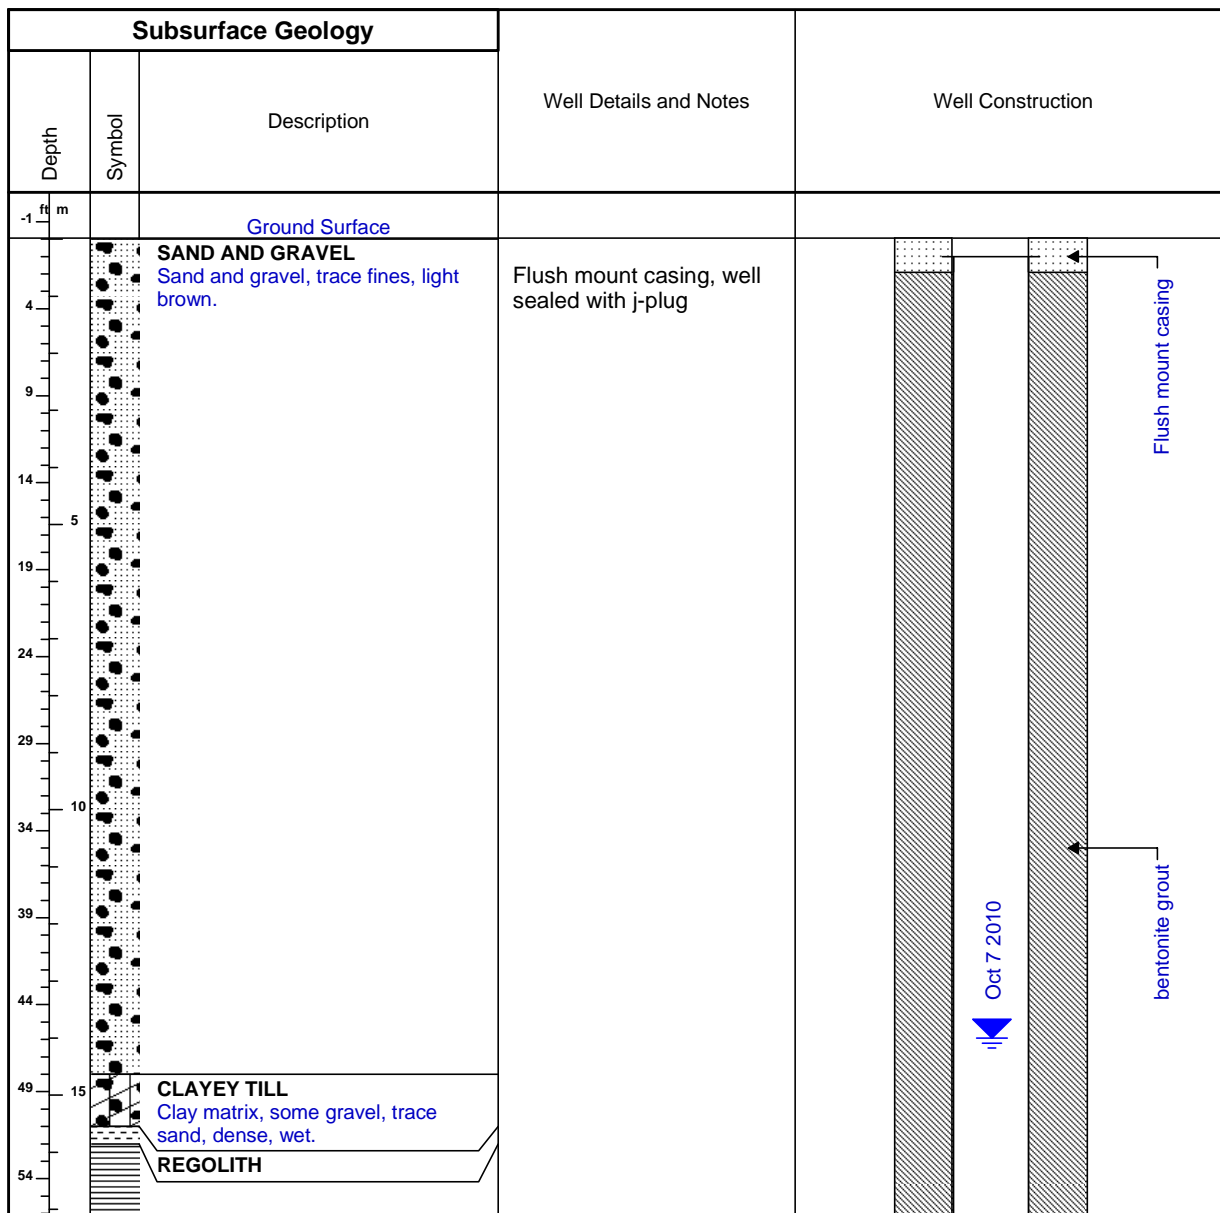 Subsurface Geology
Depth
Symbol
Description
Well Details and Notes
Well Construction
ft m
-1
Ground Surface
SAND AND GRAVEL
Sand and gravel, trace fines, light
brown.
Flush mount casing, well
sealed with j-plug
Flush mount casing
4
9
14
5
19
24
29
10
34
39
44
Oct 7 2010
bentonite grout
49
15
CLAYEY TILL
Clay matrix, some gravel, trace
sand, dense, wet.
REGOLITH
54